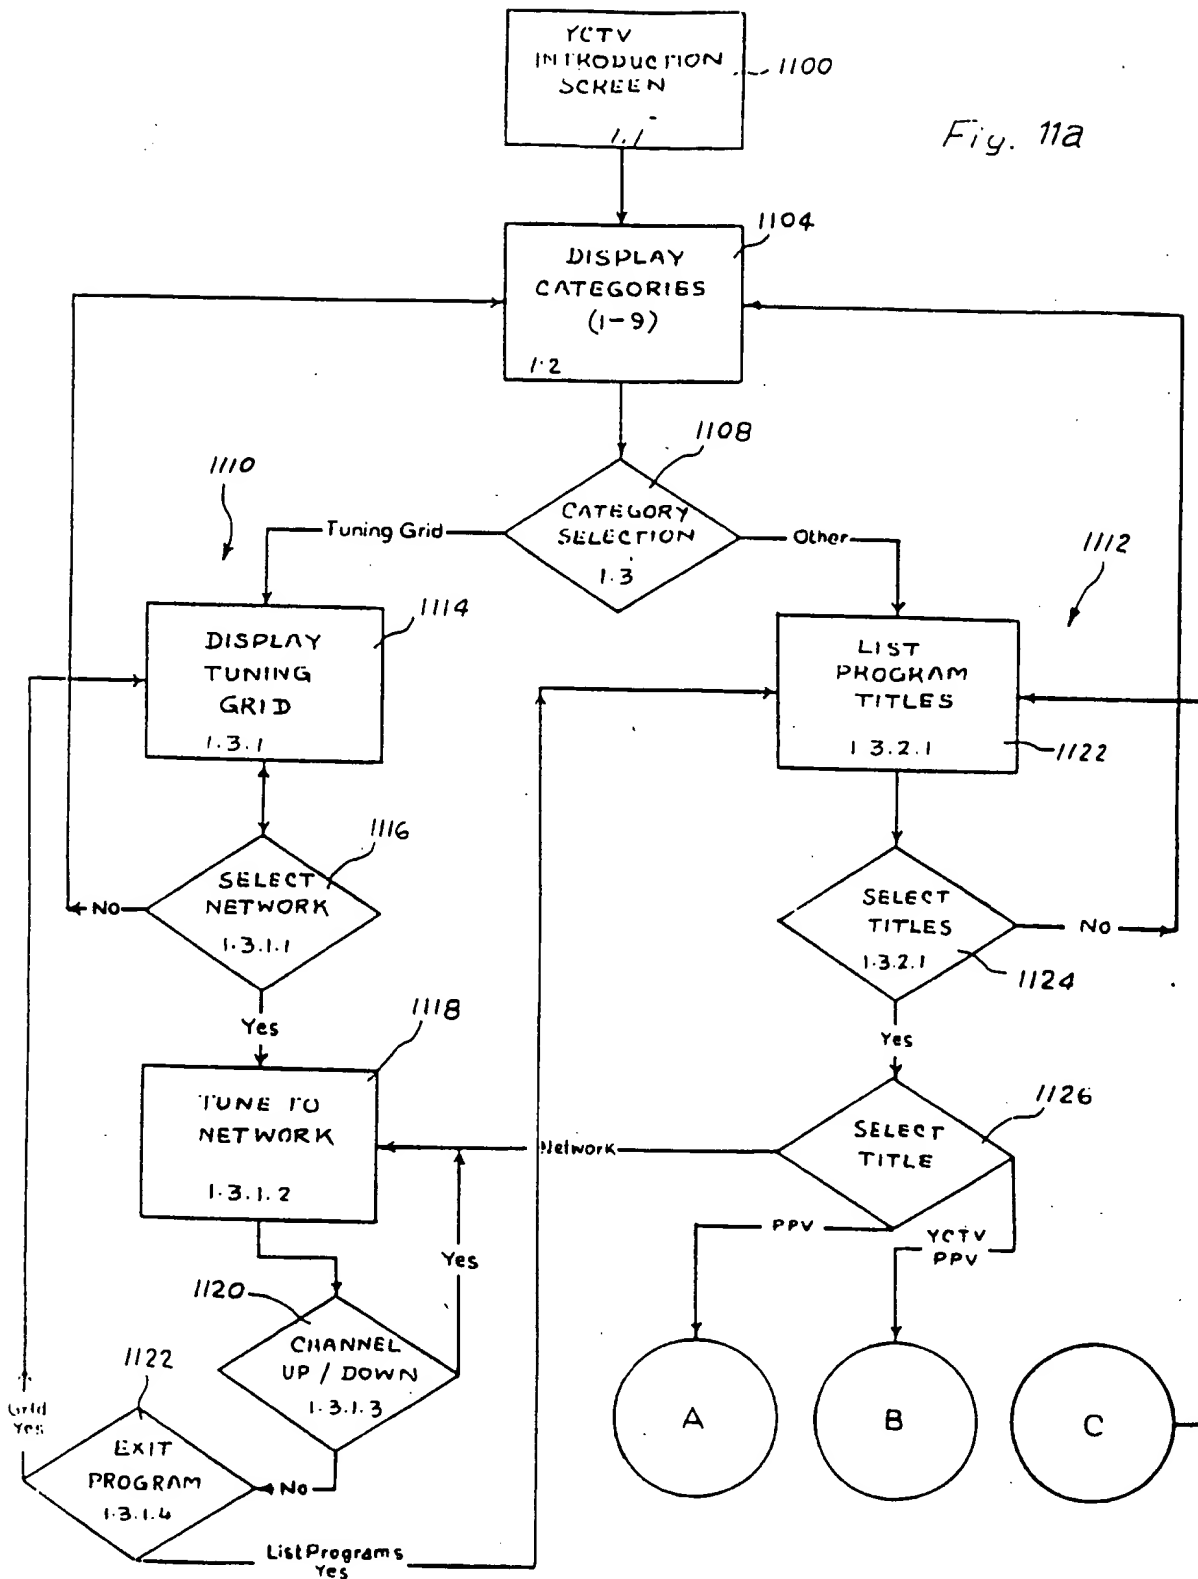 YCTV
INTRODUCTION
SCREEN
1.1
1100
Fig. 11a
1104
DISPLAY
CATEGORIES
(1-9)
1.2
1108
CATEGORY
SELECTION
1.3
1110
Tuning Grid
Other
1112
1114
DISPLAY
TUNING
GRID
1.3.1
LIST
PROGRAM
TITLES
1.3.2.1
1122
1116
SELECT
NETWORK
1.3.1.1
No
SELECT
TITLES
1.3.2.1
NO
1124
Yes
Yes
1118
TUNE TO
NETWORK
1.3.1.2
Network
1126
SELECT
TITLE
PPV
YCTV
PPV
Yes
1120
CHANNEL
UP / DOWN
1.3.1.3
1122
Grid
Yes
EXIT
PROGRAM
1.3.1.4
No
List Programs
Yes
A
B
C